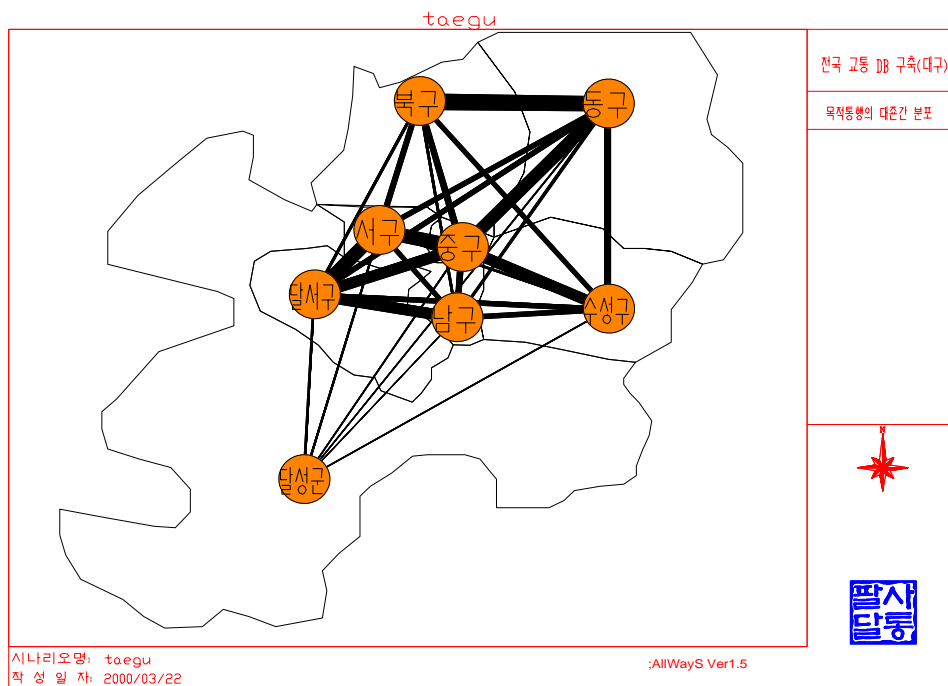 taegu
전국 교통 DB 구축(대구)
목적통행의 대죤간 분포
북구
동구
서구
중구
달서구
남구
수성구
달성군
N
팔사
달통
시나리오명: taegu
;AllWayS Ver1.5
작 성 일 자: 2000/03/22